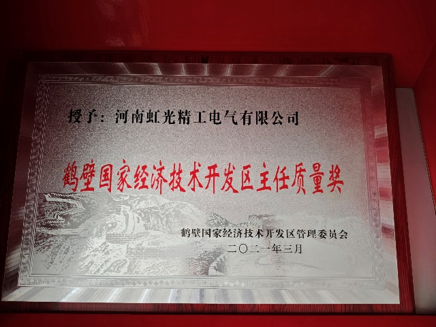 授予：河南虹光精工电气有限公司
鹤壁国家经济技术开发区主任质量奖
鹤壁国家经济技术开发区管理委员会
二〇二一年三月